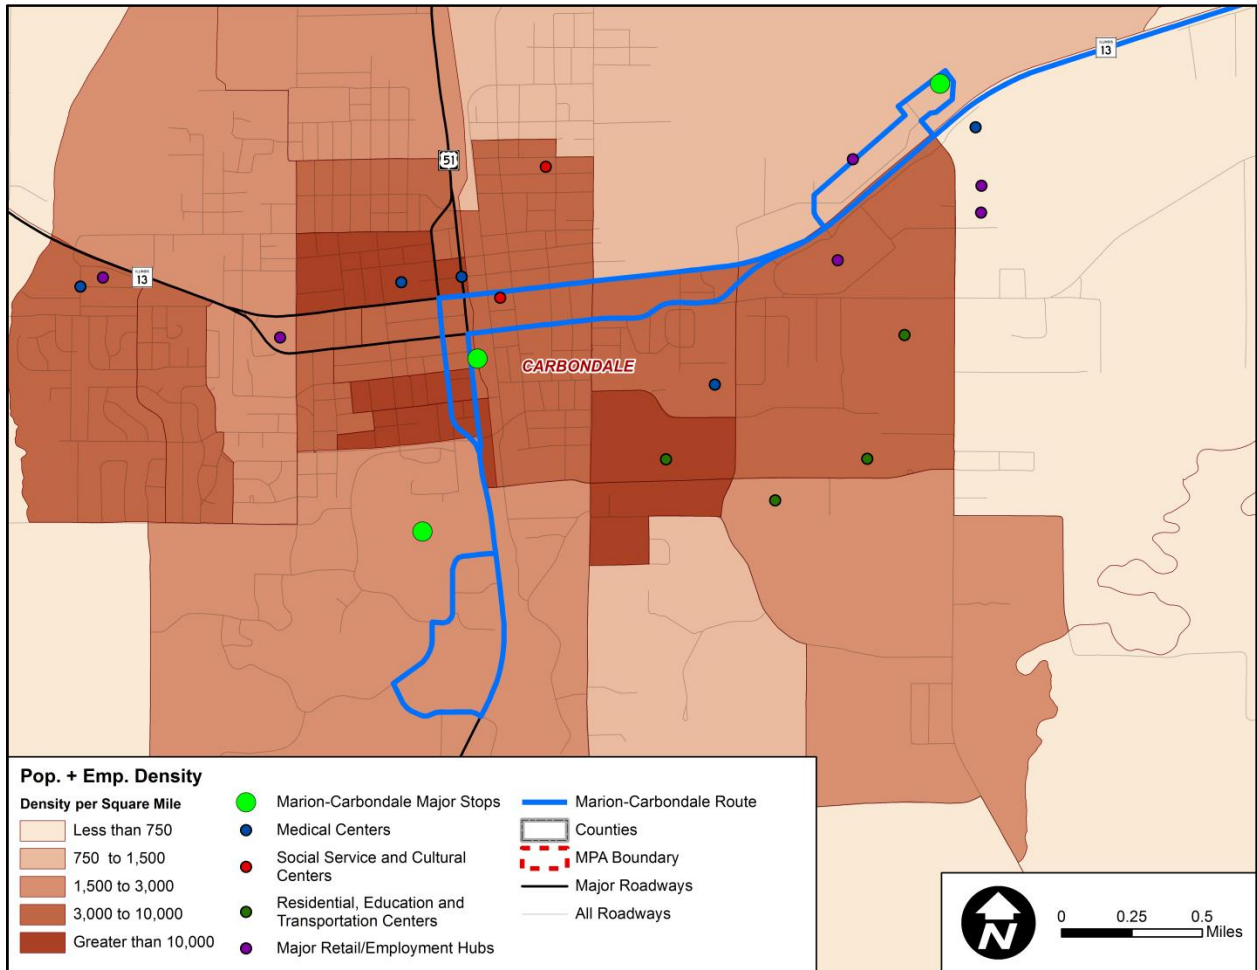 ILLINOIS
13
51
ILLINOIS
13
CARBONDALE
Pop. + Emp. Density
Density per Square Mile
Less than 750
750 to 1,500
1,500 to 3,000
3,000 to 10,000
Greater than 10,000
Marion-Carbondale Major Stops
Medical Centers
Social Service and Cultural
Centers
Residential, Education and
Transportation Centers
Major Retail/Employment Hubs
Marion-Carbondale Route
Counties
MPA Boundary
Major Roadways
All Roadways
N
0 0.25 0.5
Miles